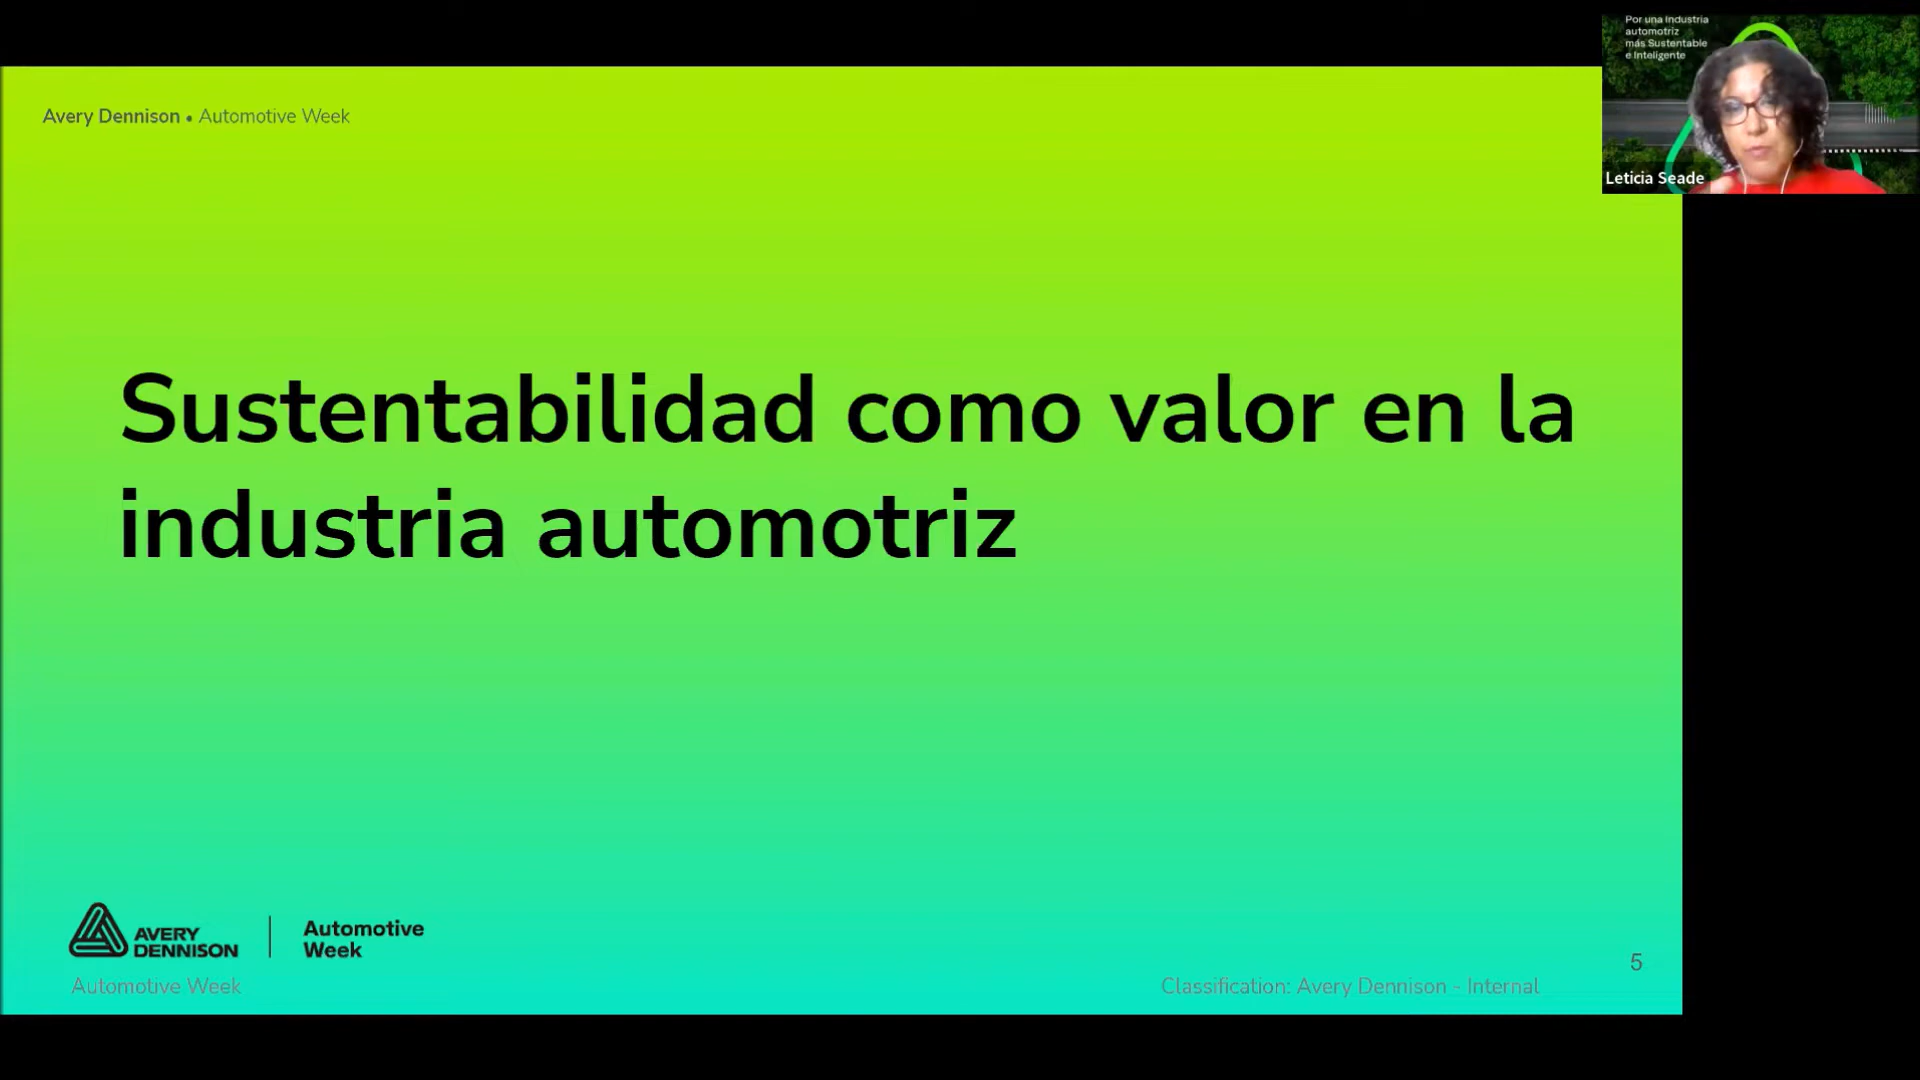 Por una Industria
automotriz
más Sustentable
e Inteligente
Leticia Seade
Avery Dennison • Automotive Week
Sustentabilidad como valor en la
industria automotriz
AVERY
DENNISON
Automotive
Week
Automotive Week
Classification: Avery Dennison - Internal
5